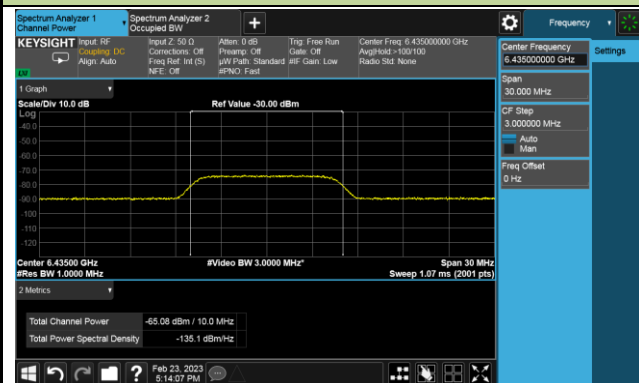 Spectrum Analyzer 1
Channel Power
Spectrum Analyzer 2
Occupied BW
+
Frequency
KEYSIGHT
Input: RF
Coupling: DC
Align: Auto
Input Z: 50 Ω
Corrections: Off
Freq Ref: Int (S)
NFE: Off
Atten: 0 dB
Preamp: Off
µW Path: Standard
#PNO: Fast
Trig: Free Run
Gate: Off
#IF Gain: Low
Center Freq: 6.435000000 GHz
Avg|Hold:>100/100
Radio Std: None
Center Frequency
6.435000000 GHz
Settings
Span
30.000 MHz
CF Step
3.000000 MHz
Auto
Man
Freq Offset
0 Hz
1 Graph
Scale/Div 10.0 dB
Ref Value -30.00 dBm
Log
-40.0
-50.0
-60.0
-70.0
-80.0
-90.0
-100
-110
-120
Center 6.43500 GHz
#Video BW 3.0000 MHz*
Span 30 MHz
#Res BW 1.0000 MHz
Sweep 1.07 ms (2001 pts)
2 Metrics
Total Channel Power
-65.08 dBm / 10.0 MHz
Total Power Spectral Density
-135.1 dBm/Hz
?
Feb 23, 2023
5:14:07 PM